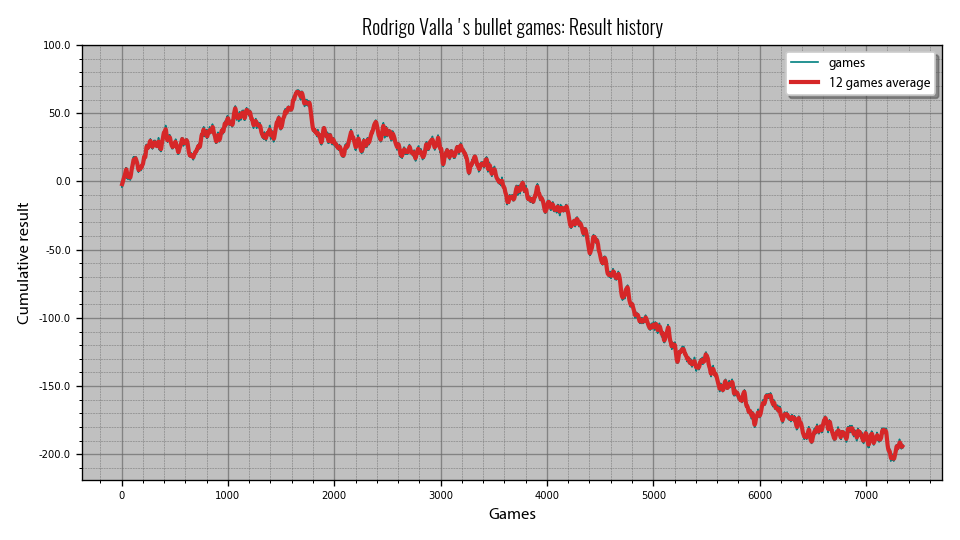 Rodrigo Valla 's bullet games: Result history
100.0
50.0
0.0
-50.0
-100.0
-150.0
-200.0
Cumulative result
games
12 games average
0 1000 2000 3000 4000 5000 6000 7000
Games